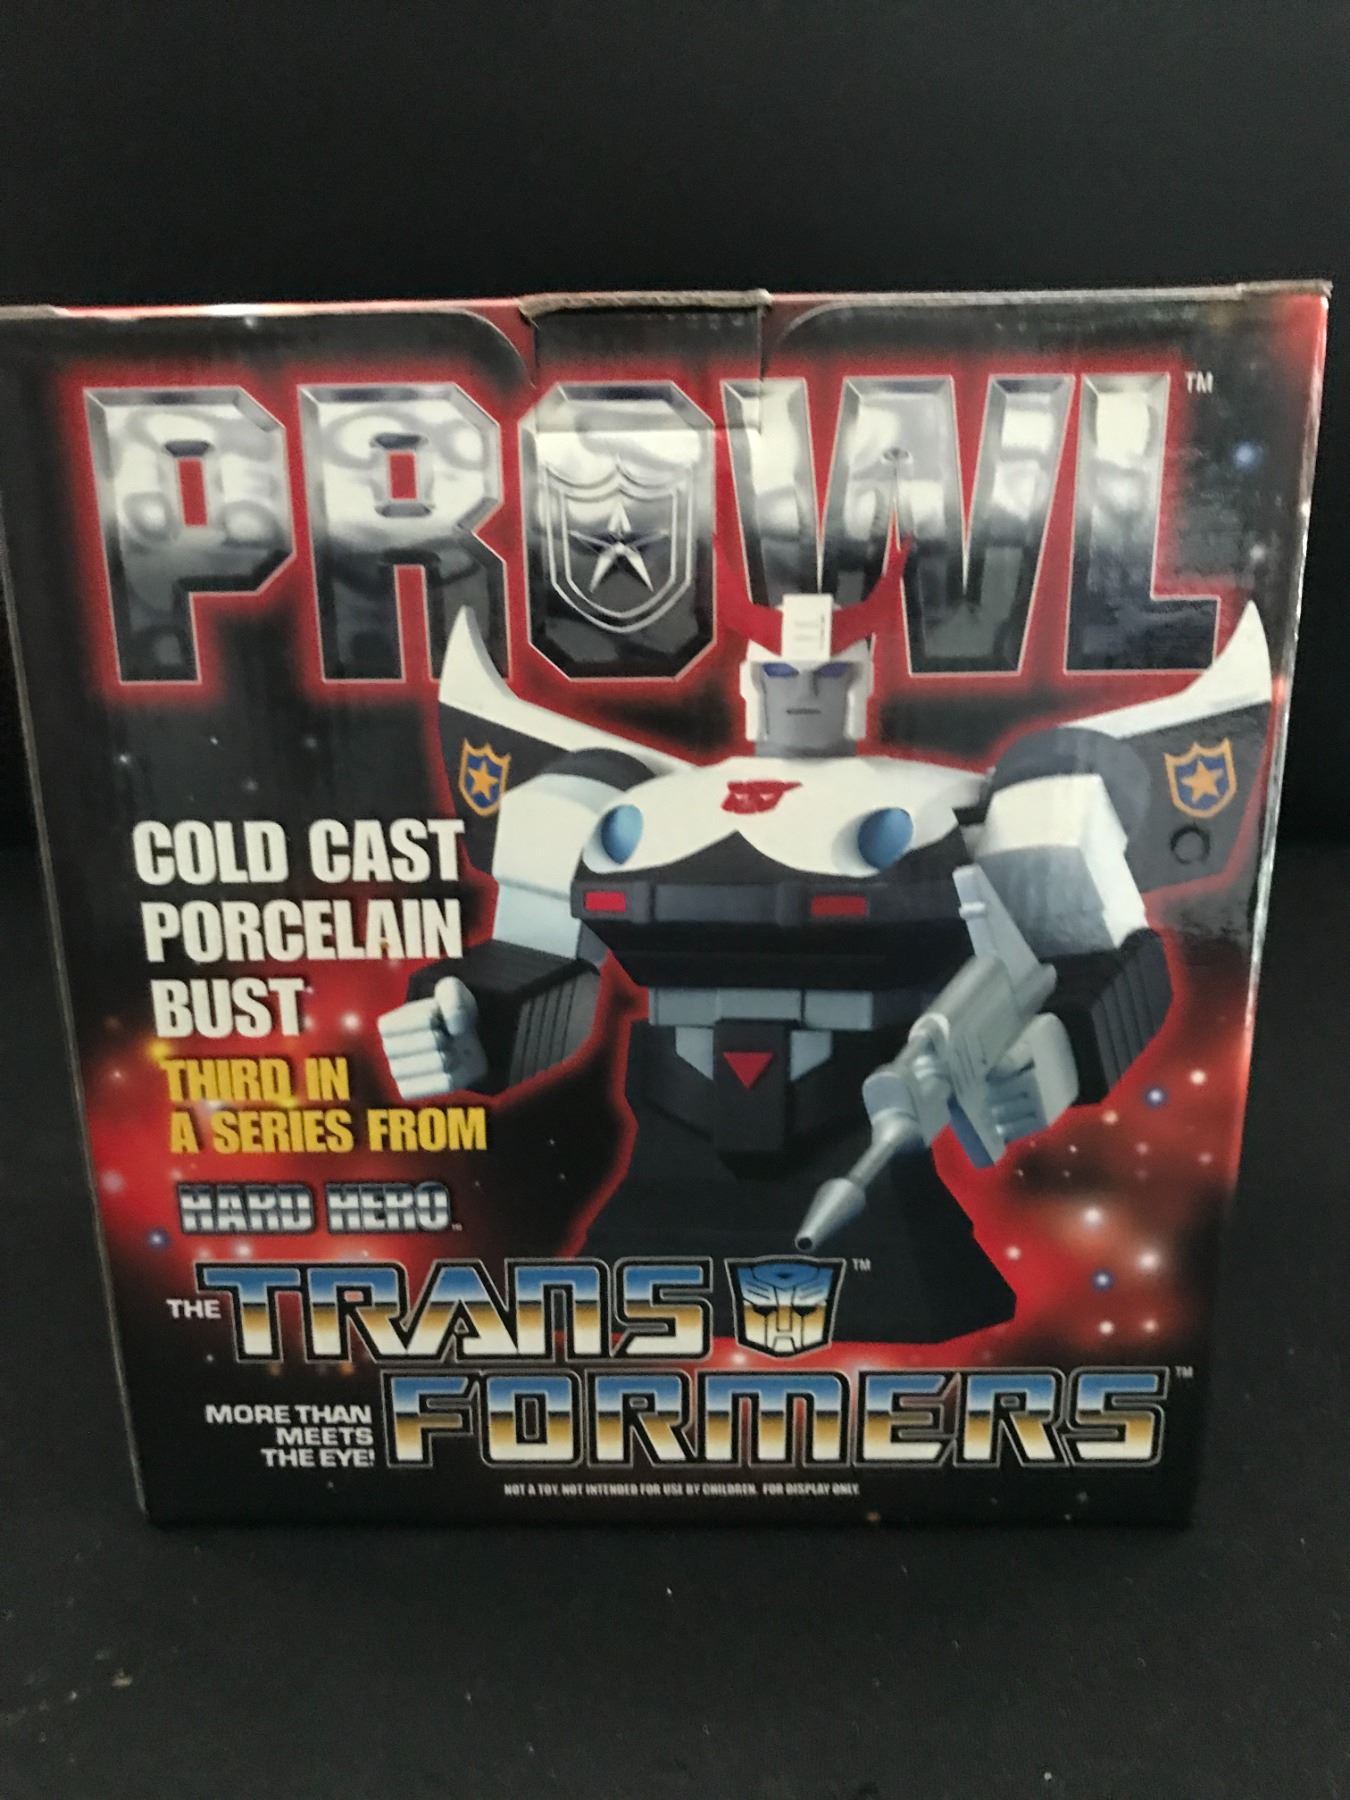 PROWL™
COLD CAST
PORCELAIN
BUST
THIRD IN
A SERIES FROM
HARD HERO™
THE TRANS™
FORMERS™
MORE THAN
MEETS
THE EYE!
NOT A TOY. NOT INTENDED FOR USE BY CHILDREN. FOR DISPLAY ONLY.